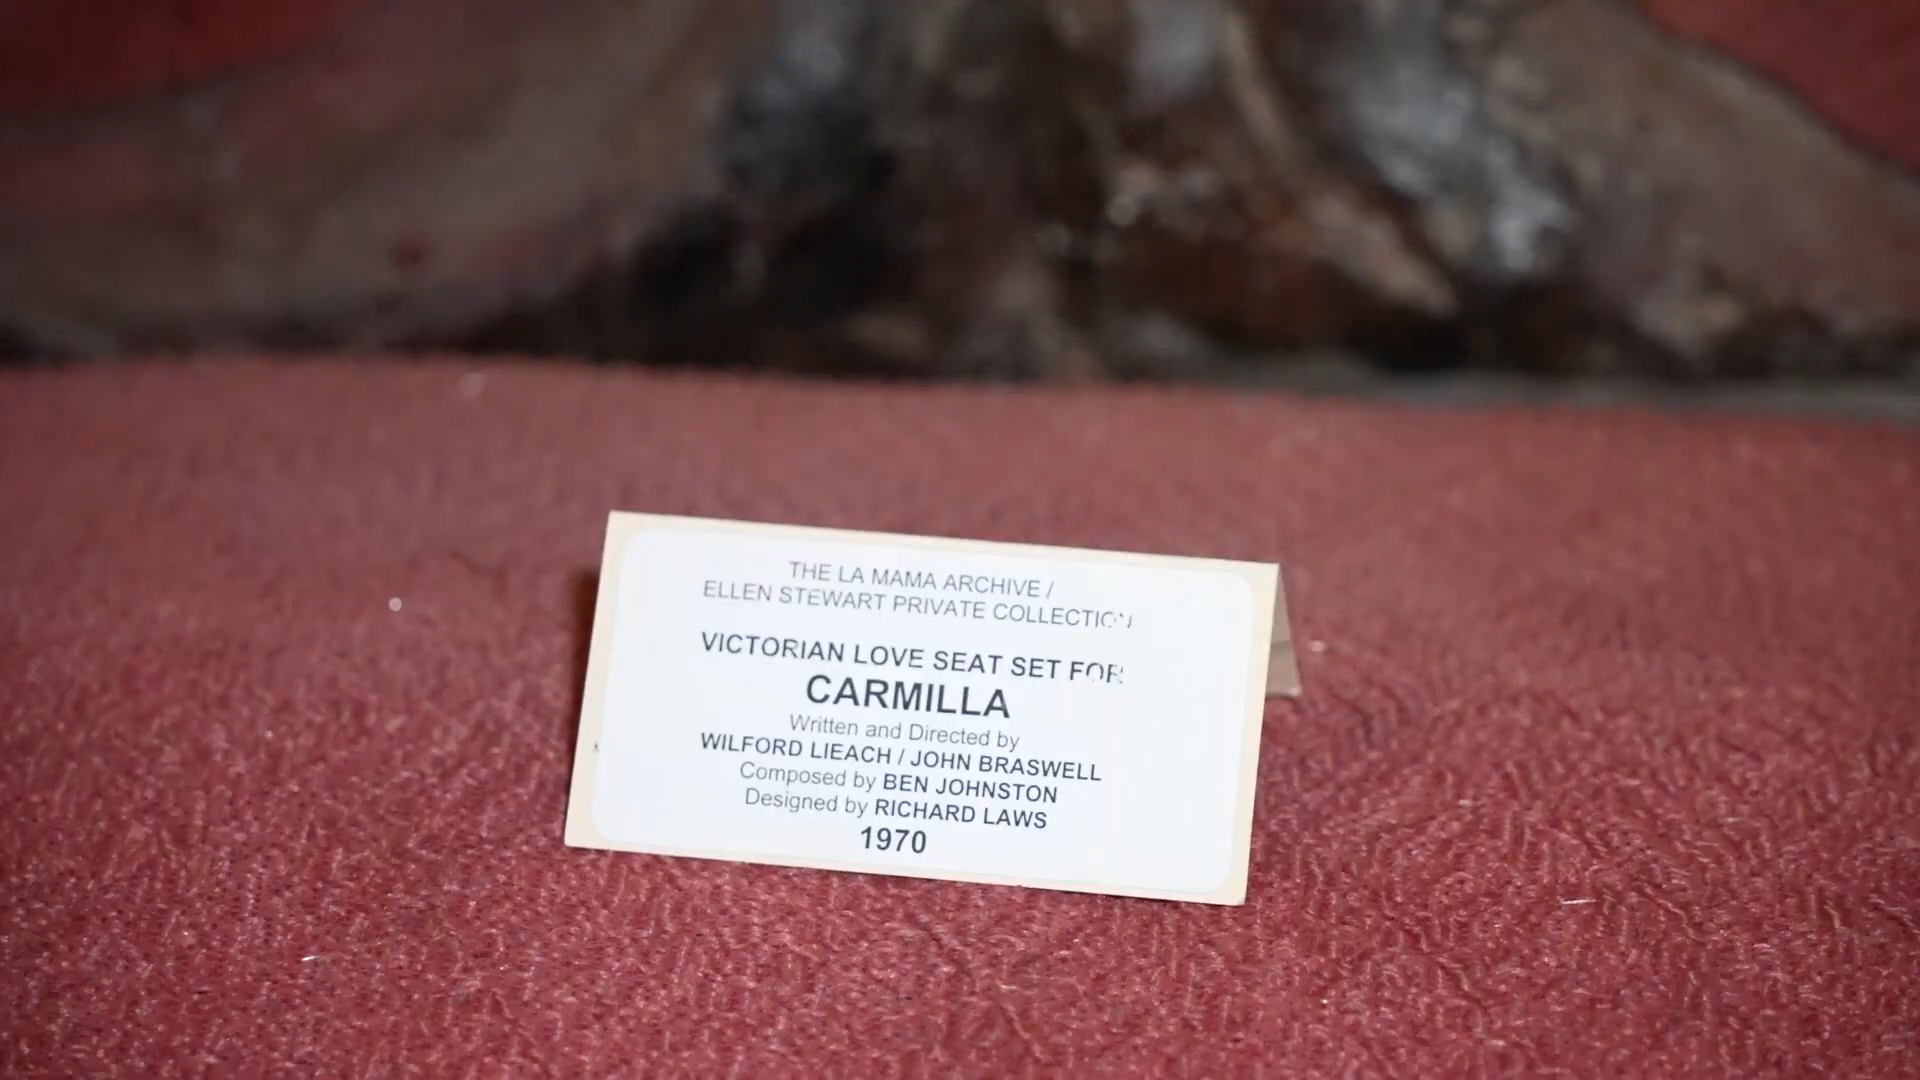 THE LA MAMA ARCHIVE /
ELLEN STEWART PRIVATE COLLECTION
VICTORIAN LOVE SEAT SET FOR
CARMILLA
Written and Directed by
WILFORD LIEACH / JOHN BRASWELL
Composed by BEN JOHNSTON
Designed by RICHARD LAWS
1970